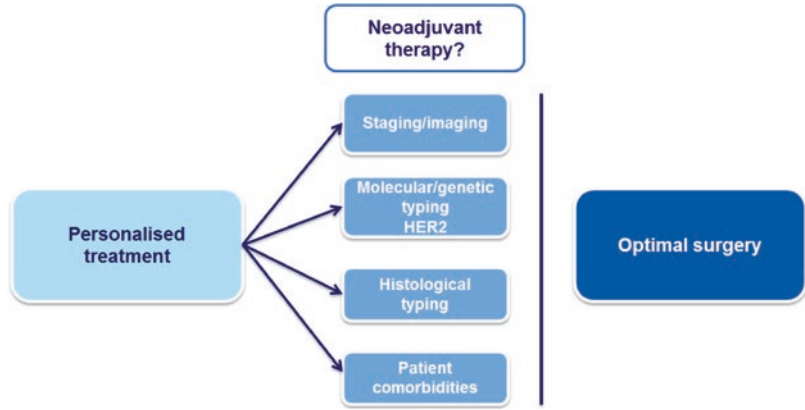 Neoadjuvant
therapy?
Staging/imaging
Molecular/genetic
typing
HER2
Personalised
treatment
Optimal surgery
Histological
typing
Patient
comorbidities